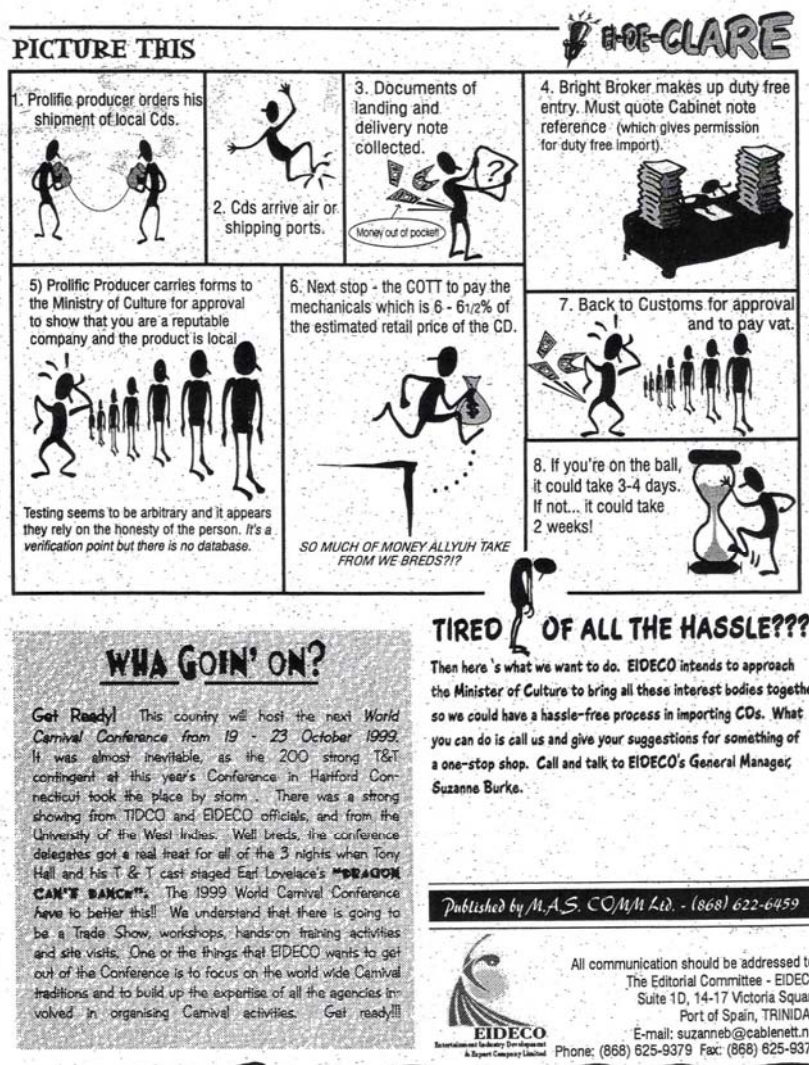 PICTURE THIS
EI-DE-CLARE
1. Prolific producer orders his
shipment of local Cds.
2. Cds arrive air or
shipping ports.
3. Documents of
landing and
delivery note
collected.
?
Money out of pocket!
4. Bright Broker makes up duty free
entry. Must quote Cabinet note
reference (which gives permission
for duty free import).
5) Prolific Producer carries forms to
the Ministry of Culture for approval
to show that you are a reputable
company and the product is local
Testing seems to be arbitrary and it appears
they rely on the honesty of the person. It's a
verification point but there is no database.
6. Next stop - the COTT to pay the
mechanicals which is 6 - 61/2% of
the estimated retail price of the CD.
$
SO MUCH OF MONEY ALLYUH TAKE
FROM WE BREDS?!?
7. Back to Customs for approval
and to pay vat.
8. If you're on the ball,
it could take 3-4 days.
If not... it could take
2 weeks!
WHA GOIN' ON?
Get Ready! This country will host the next World
Carnival Conference from 19 - 23 October 1999.
It was almost inevitable, as the 200 strong T&T
contingent at this year's Conference in Hartford Con-
necticut took the place by storm . There was a strong
showing from TIDCO and EIDECO officials, and from the
University of the West Indies. Well breds, the conference
delegates got a real treat for all of the 3 nights when Tony
Hall and his T & T cast staged Earl Lovelace's "DRAGON
CAN'T DANCE". The 1999 World Carnival Conference
have to better this!! We understand that there is going to
be a Trade Show, workshops, hands-on training activities
and site visits. One or the things that EIDECO wants to get
out of the Conference is to focus on the world wide Carnival
traditions and to build up the expertise of all the agencies in-
volved in organising Carnival activities. Get ready!!!
TIRED OF ALL THE HASSLE???
Then here's what we want to do. EIDECO intends to approach
the Minister of Culture to bring all these interest bodies togethe
so we could have a hassle-free process in importing CDs. What
you can do is call us and give your suggestions for something of
a one-stop shop. Call and talk to EIDECO's General Manager,
Suzanne Burke.
Published by M.A.S. COMM Ltd. - (868) 622-6459
All communication should be addressed t
The Editorial Committee - EIDEC
Suite 1D, 14-17 Victoria Squar
Port of Spain, TRINIDA
E-mail: suzanneb@cablenett.n
Phone: (868) 625-9379 Fax: (868) 625-937
EIDECO
Entertainment Industry Development
& Export Company Limited